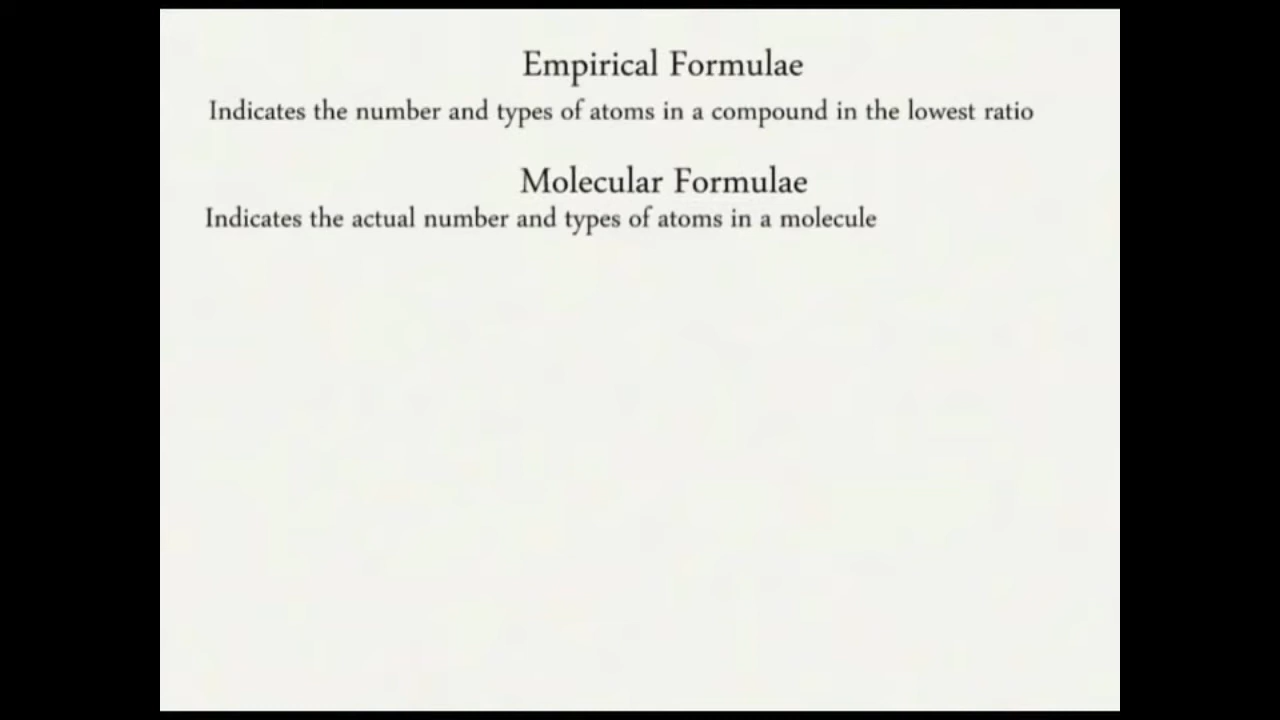 Empirical Formulae
Indicates the number and types of atoms in a compound in the lowest ratio
Molecular Formulae
Indicates the actual number and types of atoms in a molecule